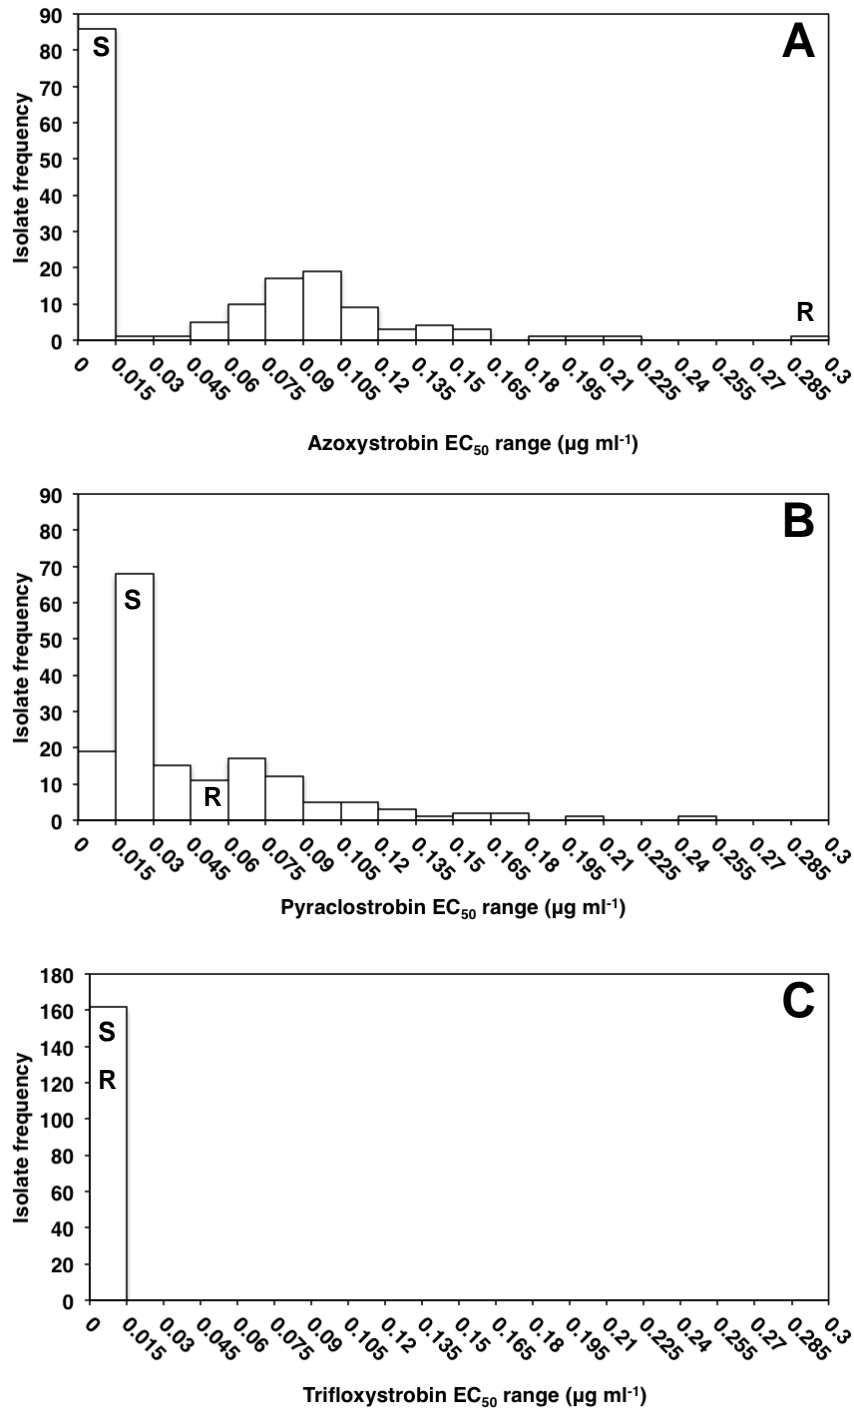 A
Isolate frequency
90
80
70
60
50
40
30
20
10
0
S
R
0 0.015 0.03 0.045 0.06 0.075 0.09 0.105 0.12 0.135 0.15 0.165 0.18 0.195 0.21 0.225 0.24 0.255 0.27 0.285 0.3
Azoxystrobin EC50 range (µg ml-1)
B
Isolate frequency
90
80
70
60
50
40
30
20
10
0
S
R
0 0.015 0.03 0.045 0.06 0.075 0.09 0.105 0.12 0.135 0.15 0.165 0.18 0.195 0.21 0.225 0.24 0.255 0.27 0.285 0.3
Pyraclostrobin EC50 range (µg ml-1)
C
Isolate frequency
180
160
140
120
100
80
60
40
20
0
S
R
0 0.015 0.03 0.045 0.06 0.075 0.09 0.105 0.12 0.135 0.15 0.165 0.18 0.195 0.21 0.225 0.24 0.255 0.27 0.285 0.3
Trifloxystrobin EC50 range (µg ml-1)